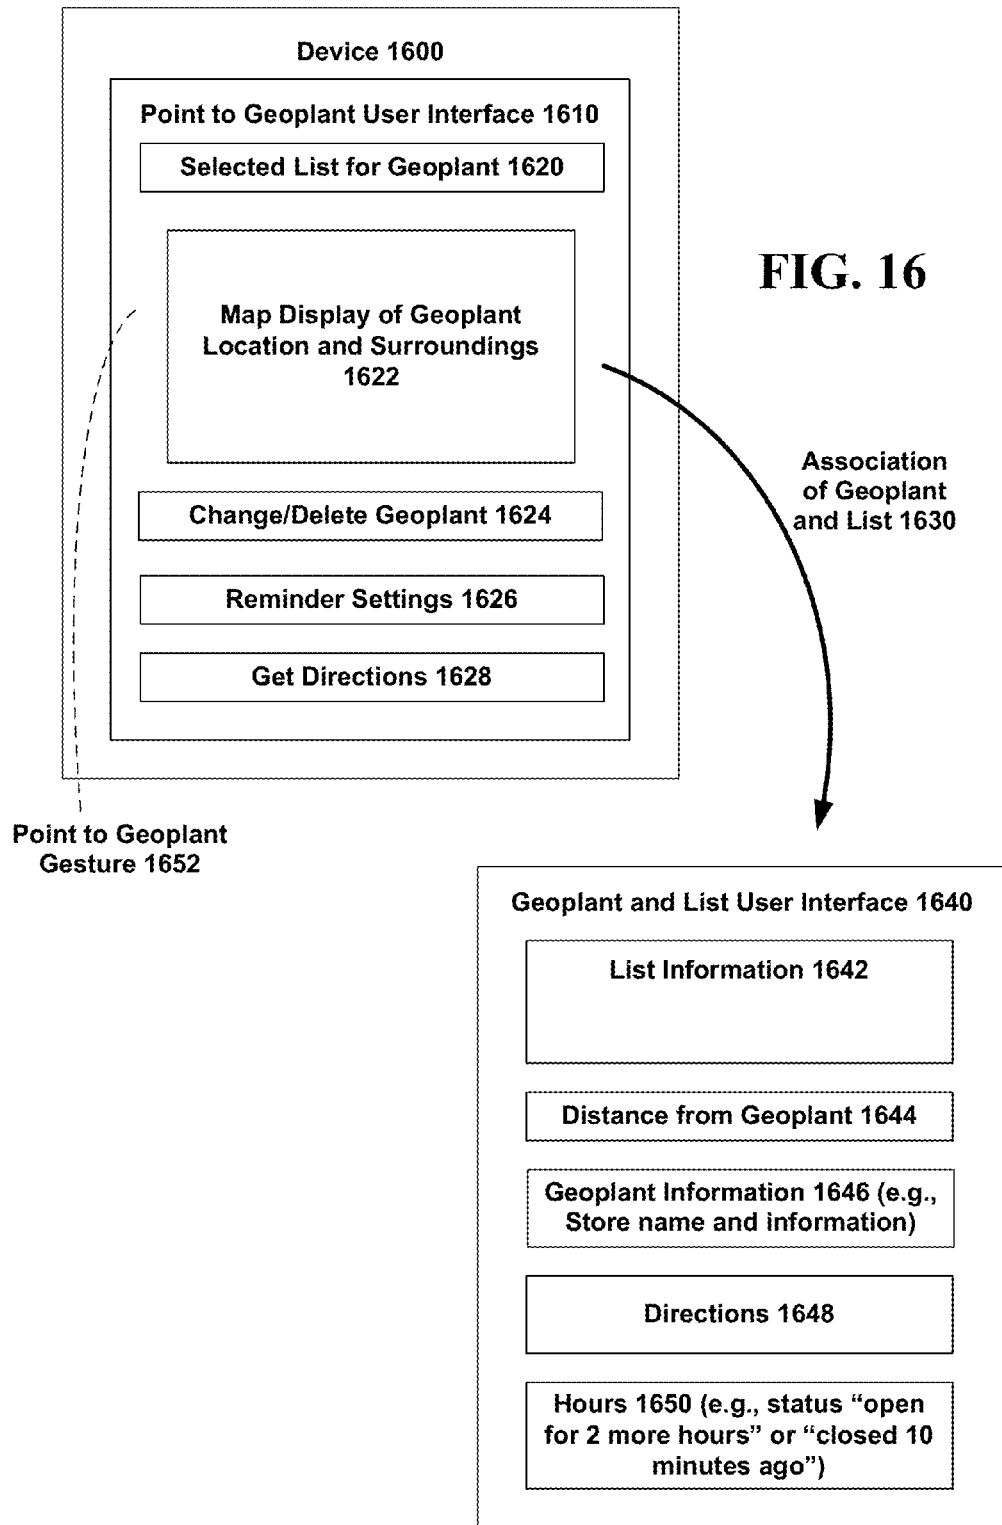 Device 1600
Point to Geoplant User Interface 1610
Selected List for Geoplant 1620
Map Display of Geoplant
Location and Surroundings
1622
FIG. 16
Change/Delete Geoplant 1624
Association
of Geoplant
and List 1630
Reminder Settings 1626
Get Directions 1628
Point to Geoplant
Gesture 1652
Geoplant and List User Interface 1640
List Information 1642
Distance from Geoplant 1644
Geoplant Information 1646 (e.g.,
Store name and information)
Directions 1648
Hours 1650 (e.g., status “open
for 2 more hours” or “closed 10
minutes ago”)